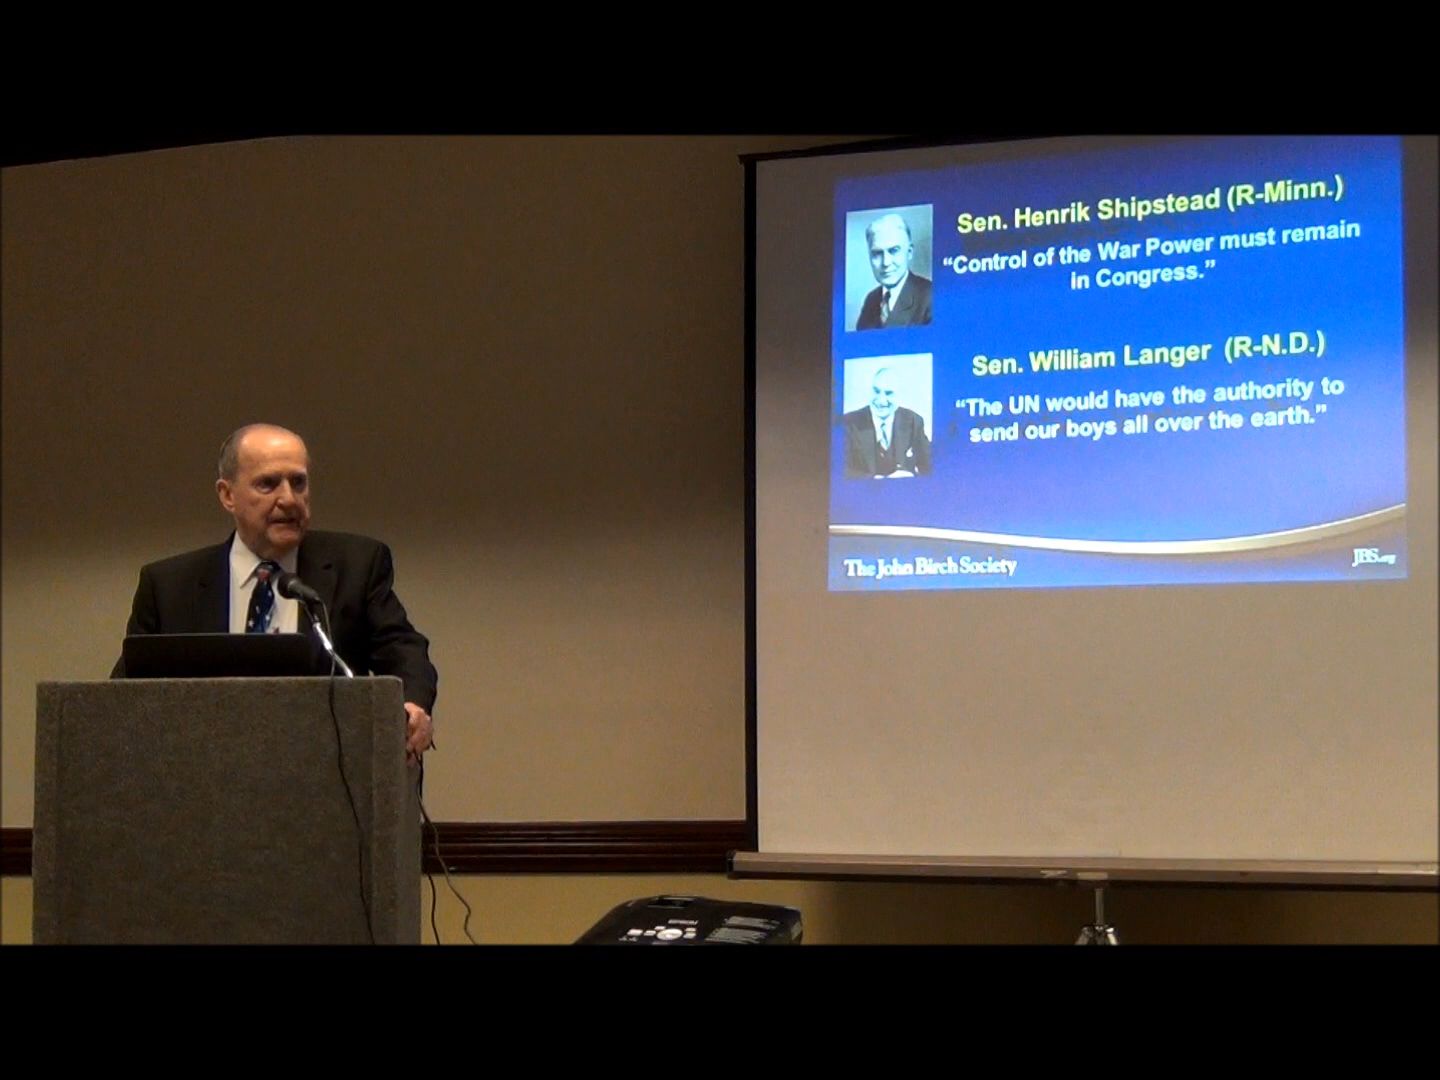 Sen. Henrik Shipstead (R-Minn.)
“Control of the War Power must remain
in Congress.”
Sen. William Langer (R-N.D.)
“The UN would have the authority to
send our boys all over the earth.”
The John Birch Society
JBS.org